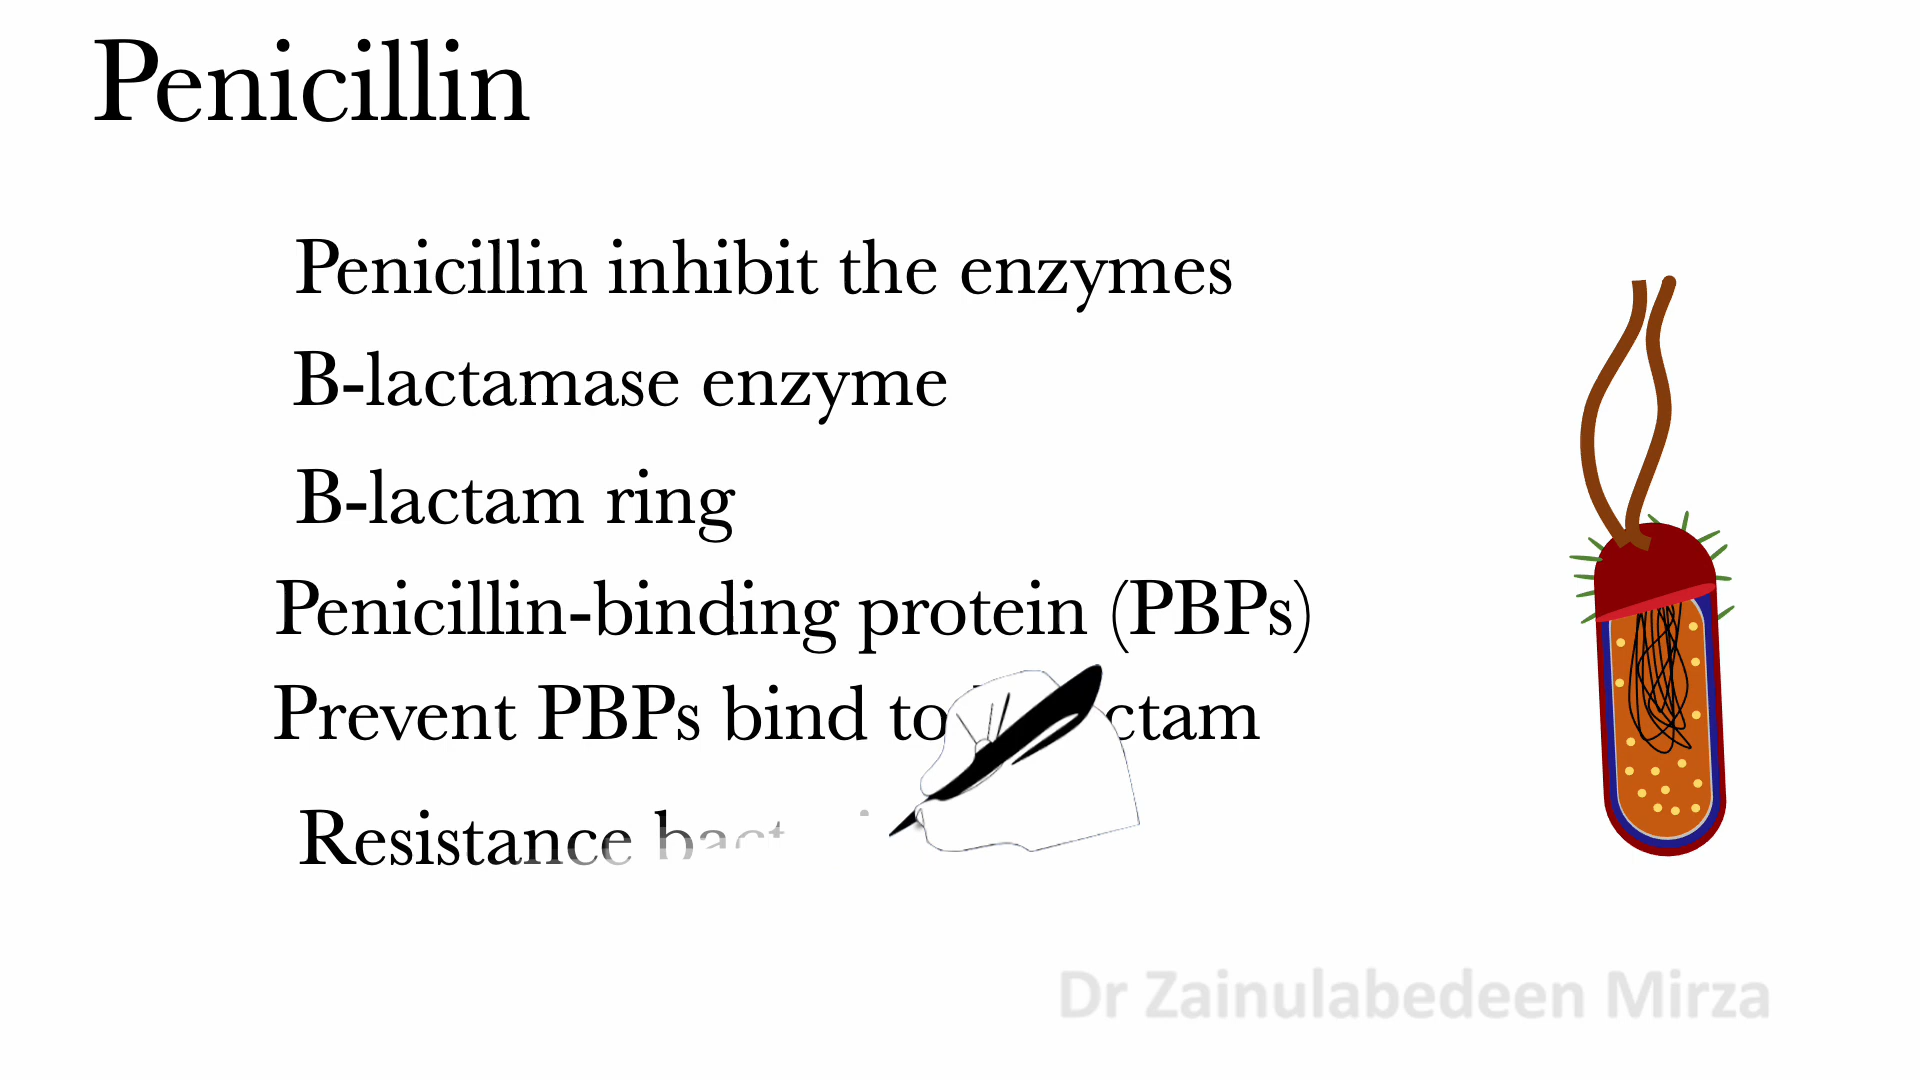 Penicillin
Penicillin inhibit the enzymes
B-lactamase enzyme
B-lactam ring
Penicillin-binding protein (PBPs)
Prevent PBPs bind to
Resistance
Dr Zainulabedeen Mirza